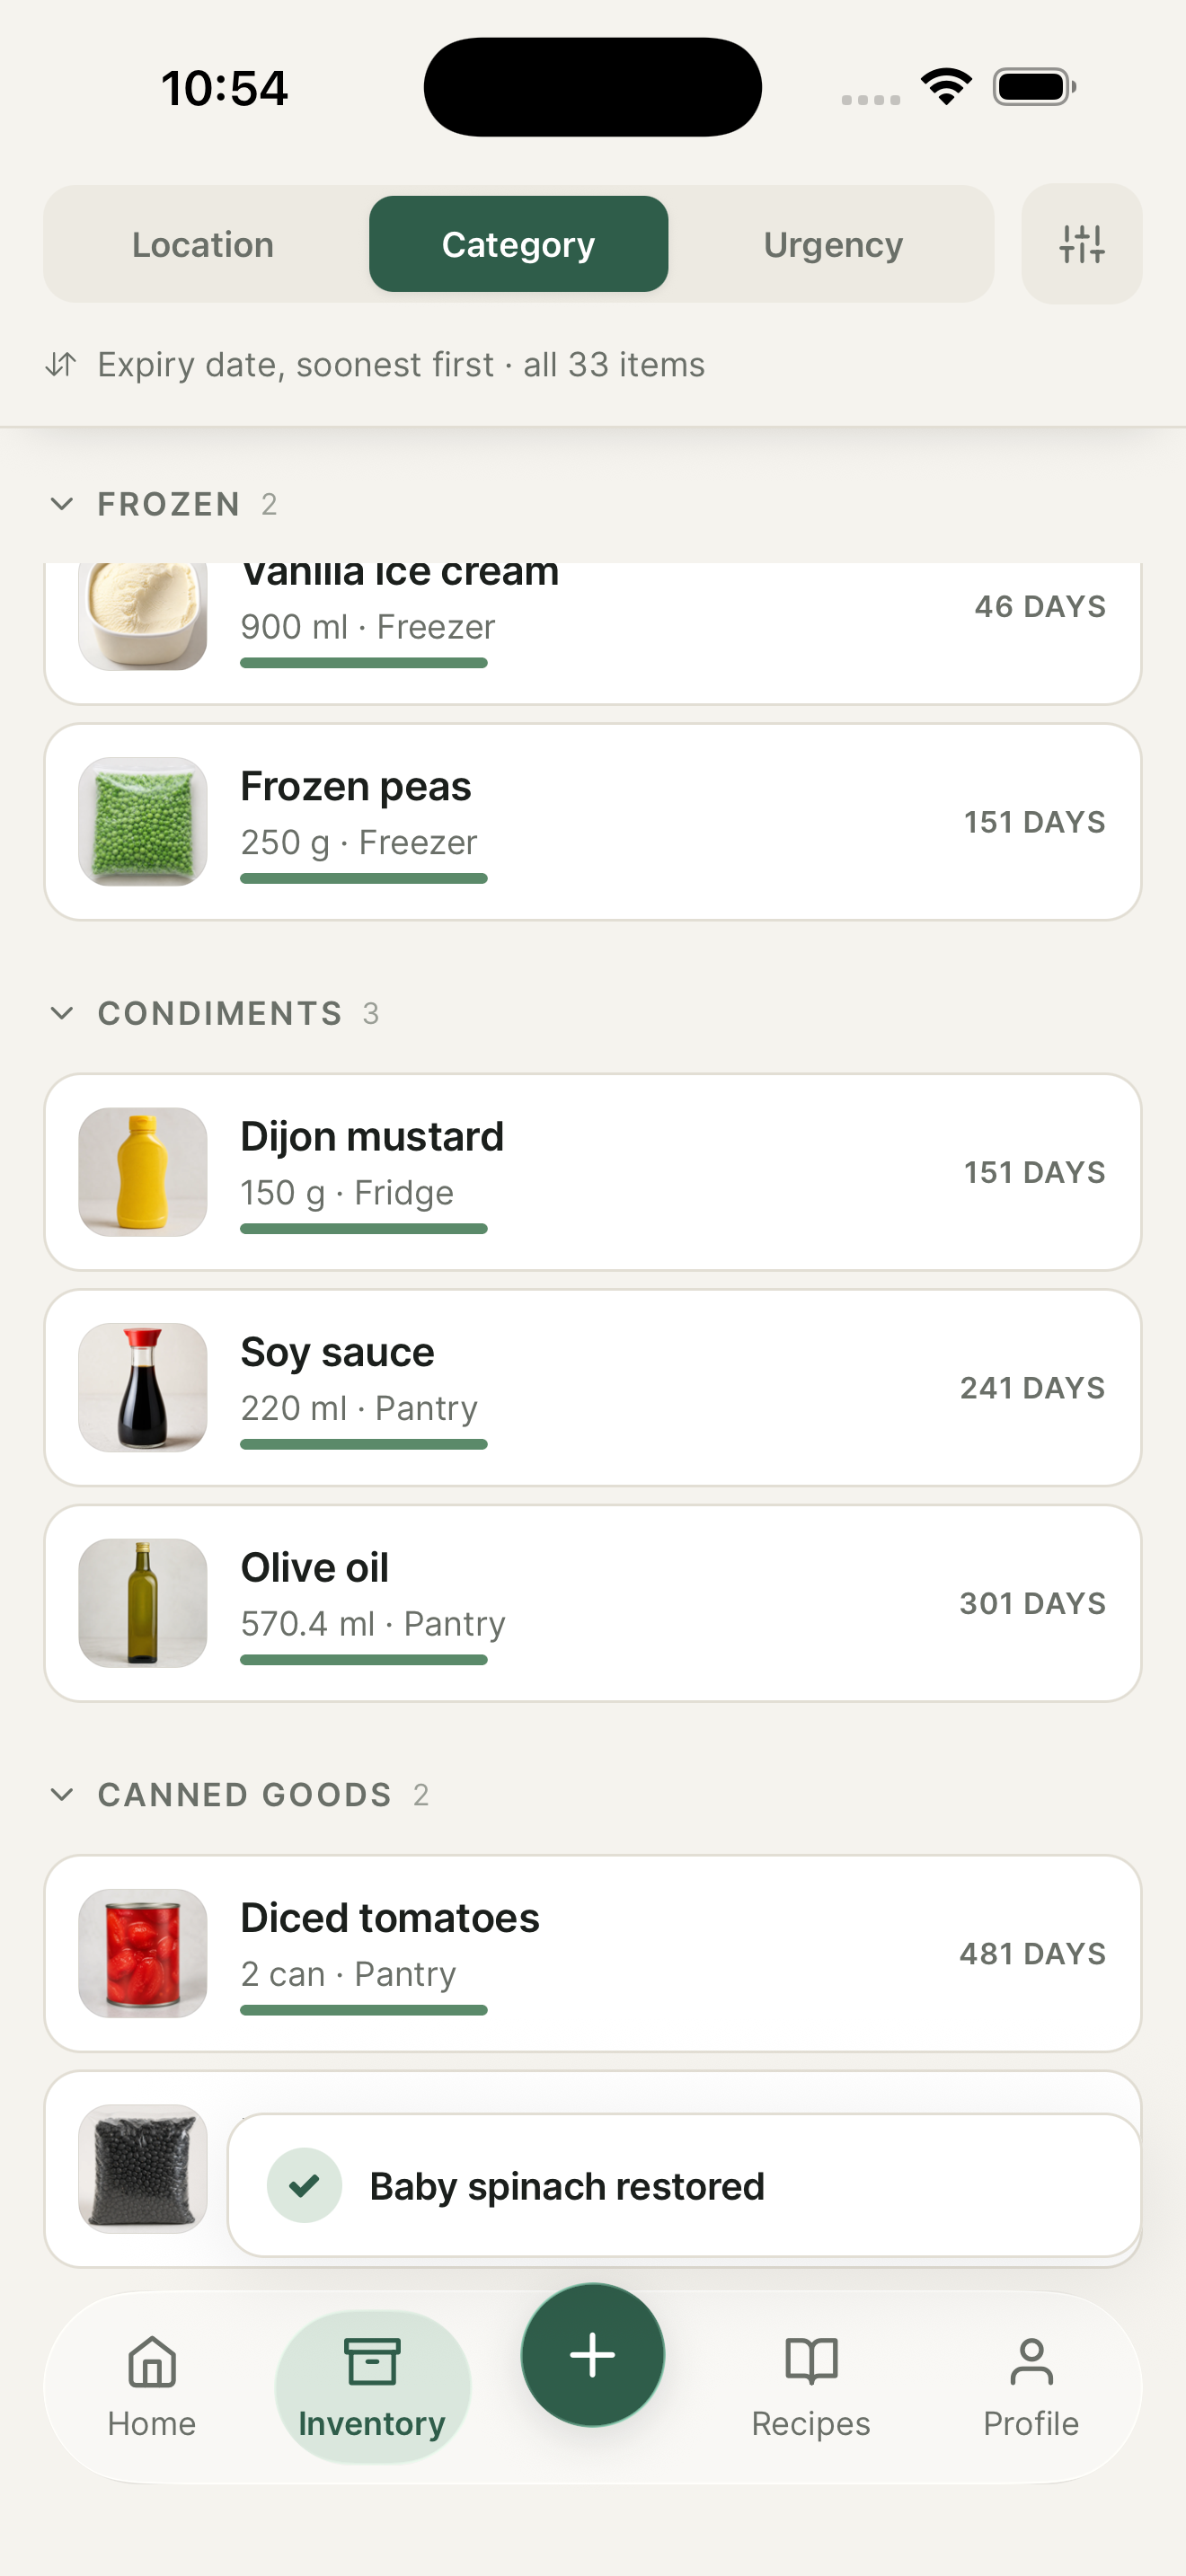 10:54
Location Category Urgency
Expiry date, soonest first · all 33 items
FROZEN 2
Vanilla ice cream
900 ml · Freezer
46 DAYS
Frozen peas
250 g · Freezer
151 DAYS
CONDIMENTS 3
Dijon mustard
150 g · Fridge
151 DAYS
Soy sauce
220 ml · Pantry
241 DAYS
Olive oil
570.4 ml · Pantry
301 DAYS
CANNED GOODS 2
Diced tomatoes
2 can · Pantry
481 DAYS
Baby spinach restored
Home Inventory Recipes Profile